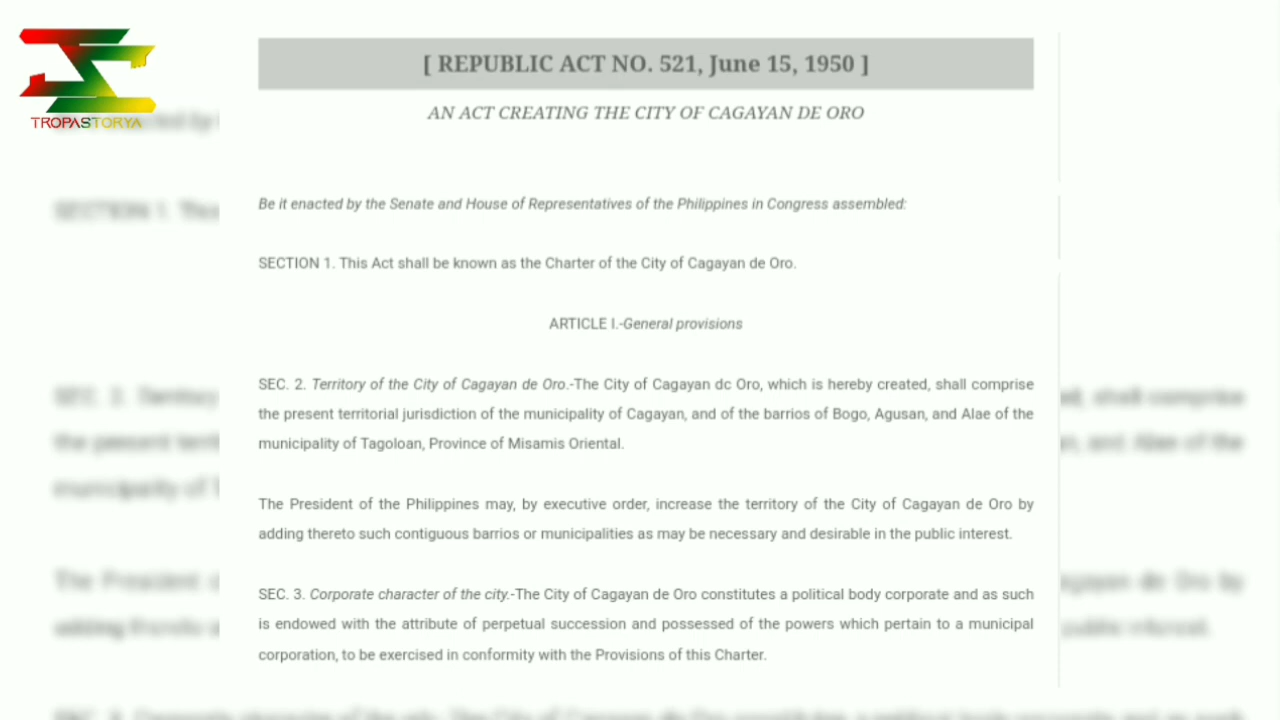 TROPASTORYA
[ REPUBLIC ACT NO. 521, June 15, 1950 ]
AN ACT CREATING THE CITY OF CAGAYAN DE ORO
Be it enacted by the Senate and House of Representatives of the Philippines in Congress assembled:
SECTION 1. This Act shall be known as the Charter of the City of Cagayan de Oro.
ARTICLE I.-General provisions
SEC. 2. Territory of the City of Cagayan de Oro.-The City of Cagayan dc Oro, which is hereby created, shall comprise
the present territorial jurisdiction of the municipality of Cagayan, and of the barrios of Bogo, Agusan, and Alae of the
municipality of Tagoloan, Province of Misamis Oriental.
The President of the Philippines may, by executive order, increase the territory of the City of Cagayan de Oro by
adding thereto such contiguous barrios or municipalities as may be necessary and desirable in the public interest.
SEC. 3. Corporate character of the city.-The City of Cagayan de Oro constitutes a political body corporate and as such
is endowed with the attribute of perpetual succession and possessed of the powers which pertain to a municipal
corporation, to be exercised in conformity with the Provisions of this Charter.